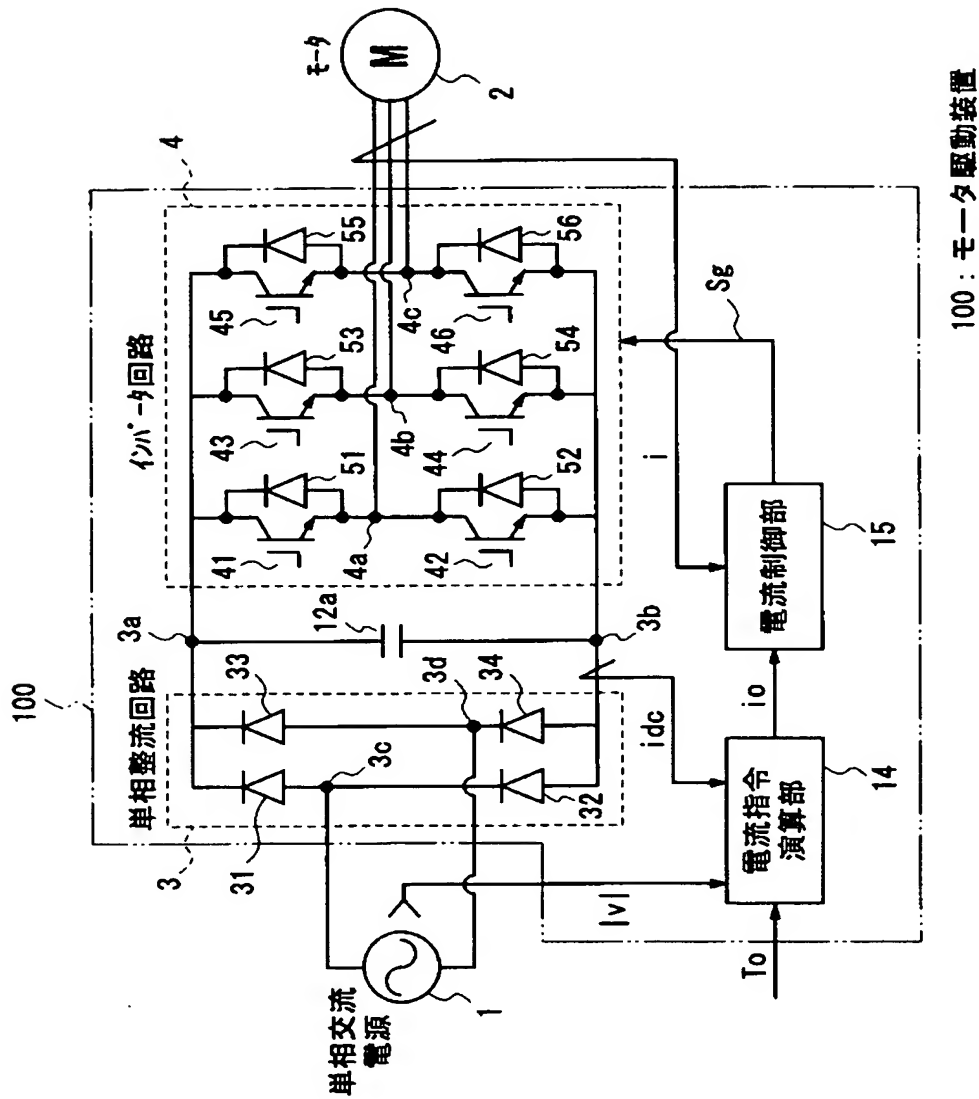 100
単相整流回路
インバータ回路
4
モータ
M
2
3a
33
31
3
3c
3d
34
32
3b
12a
41
51
43
53
45
55
4a
4b
4c
42
52
44
54
46
56
単相交流
電源
1
|v|
idc
i
Sg
To
電流指令
演算部
14
io
電流制御部
15
100：モータ駆動装置